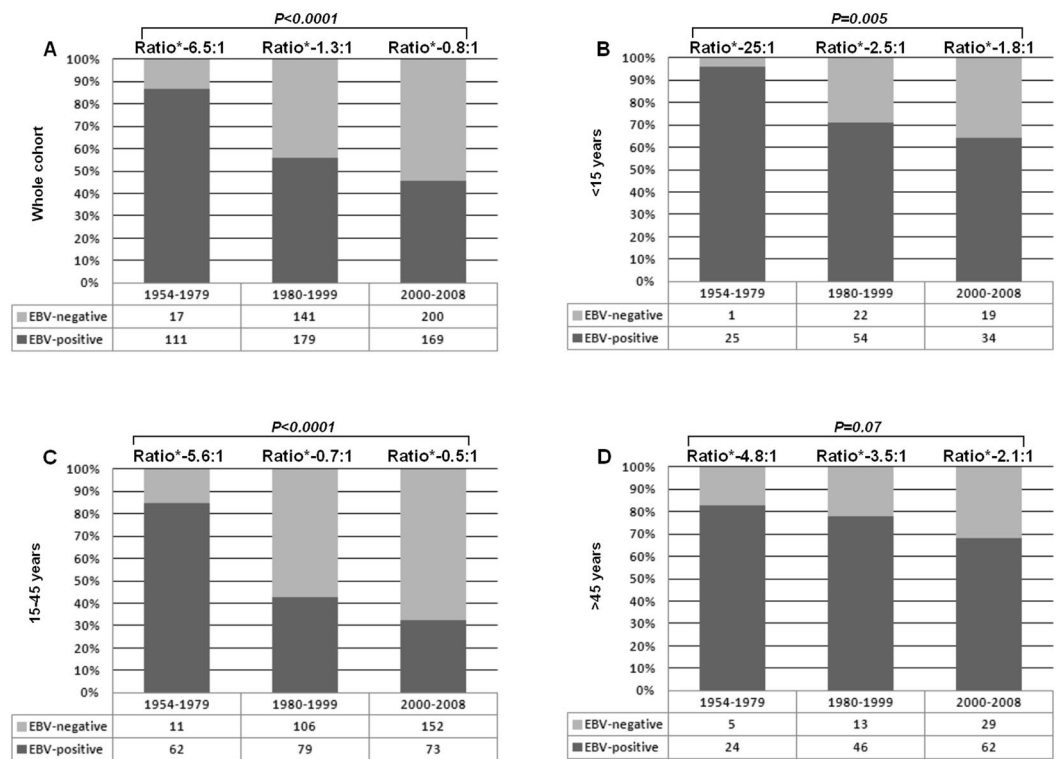 P<0.0001
A Ratio*-6.5:1 Ratio*-1.3:1 Ratio*-0.8:1
100%
90%
80%
70%
60%
50%
40%
30%
20%
10%
0%
Whole cohort
1954-1979 1980-1999 2000-2008
EBV-negative 17 141 200
EBV-positive 111 179 169
P=0.005
B Ratio*-25:1 Ratio*-2.5:1 Ratio*-1.8:1
100%
90%
80%
70%
60%
50%
40%
30%
20%
10%
0%
<15 years
1954-1979 1980-1999 2000-2008
EBV-negative 1 22 19
EBV-positive 25 54 34
P<0.0001
C Ratio*-5.6:1 Ratio*-0.7:1 Ratio*-0.5:1
100%
90%
80%
70%
60%
50%
40%
30%
20%
10%
0%
15-45 years
1954-1979 1980-1999 2000-2008
EBV-negative 11 106 152
EBV-positive 62 79 73
P=0.07
D Ratio*-4.8:1 Ratio*-3.5:1 Ratio*-2.1:1
100%
90%
80%
70%
60%
50%
40%
30%
20%
10%
0%
>45 years
1954-1979 1980-1999 2000-2008
EBV-negative 5 13 29
EBV-positive 24 46 62